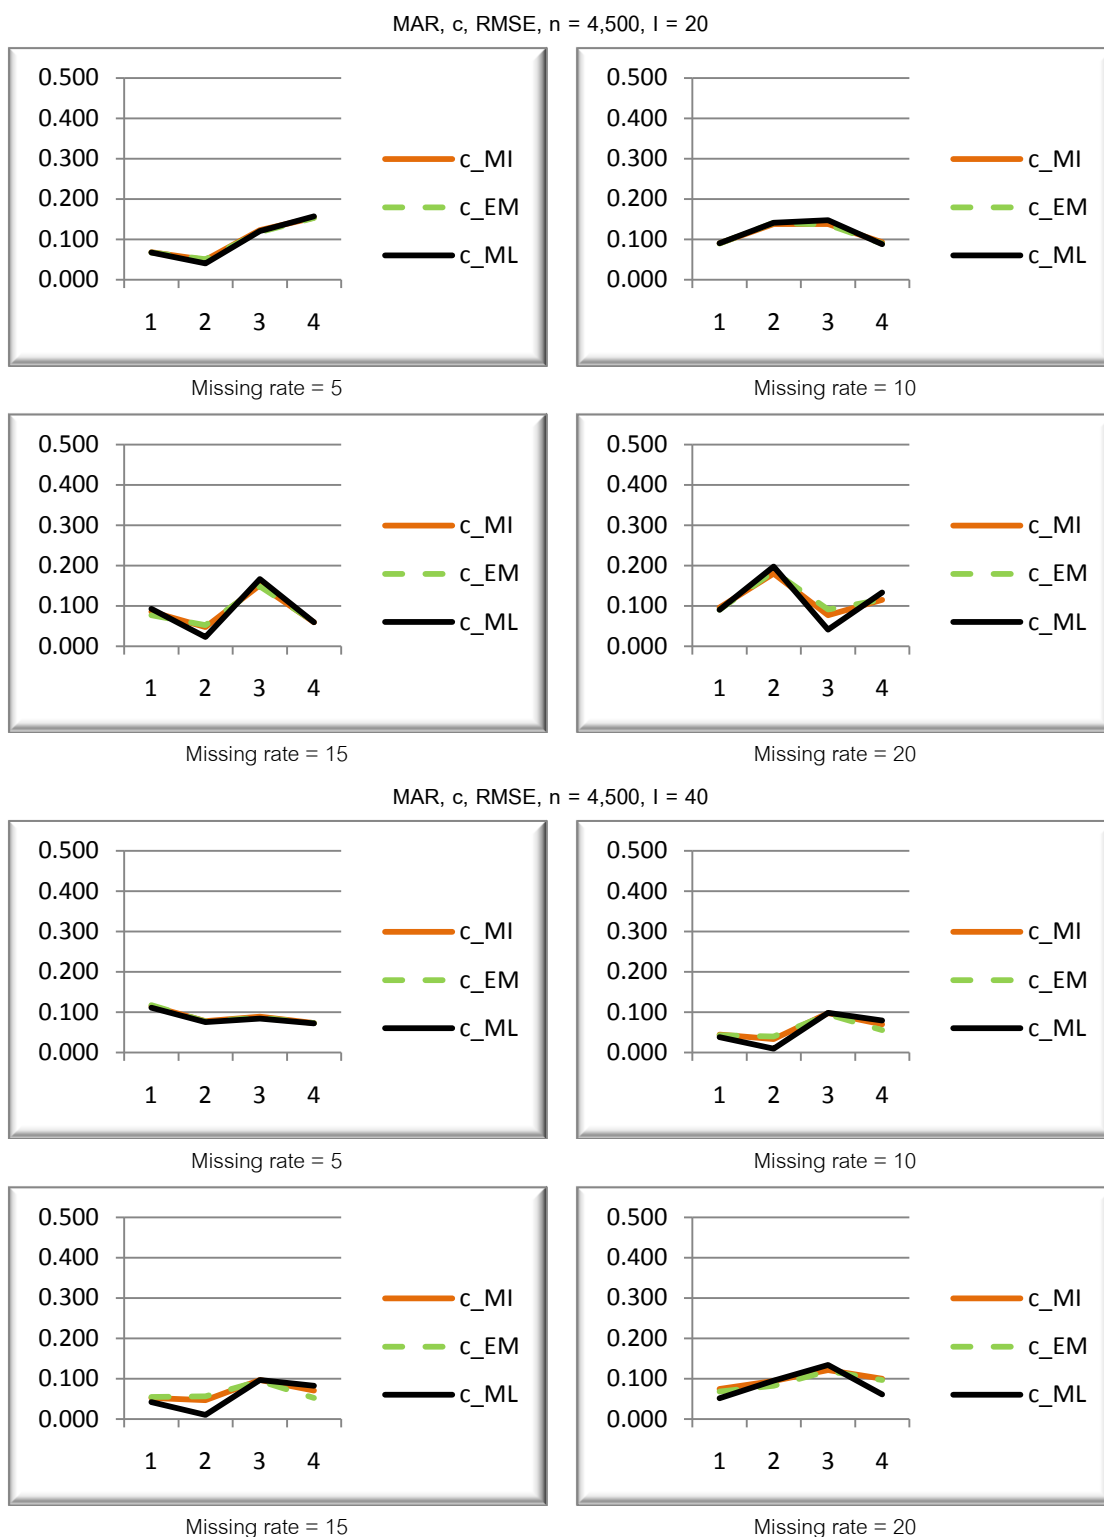 MAR, c, RMSE, n = 4,500, I = 20
0.500
0.400
0.300
0.200
0.100
0.000
1 2 3 4
c_MI
c_EM
c_ML
Missing rate = 5
0.500
0.400
0.300
0.200
0.100
0.000
1 2 3 4
c_MI
c_EM
c_ML
Missing rate = 10
0.500
0.400
0.300
0.200
0.100
0.000
1 2 3 4
c_MI
c_EM
c_ML
Missing rate = 15
0.500
0.400
0.300
0.200
0.100
0.000
1 2 3 4
c_MI
c_EM
c_ML
Missing rate = 20
MAR, c, RMSE, n = 4,500, I = 40
0.500
0.400
0.300
0.200
0.100
0.000
1 2 3 4
c_MI
c_EM
c_ML
Missing rate = 5
0.500
0.400
0.300
0.200
0.100
0.000
1 2 3 4
c_MI
c_EM
c_ML
Missing rate = 10
0.500
0.400
0.300
0.200
0.100
0.000
1 2 3 4
c_MI
c_EM
c_ML
Missing rate = 15
0.500
0.400
0.300
0.200
0.100
0.000
1 2 3 4
c_MI
c_EM
c_ML
Missing rate = 20